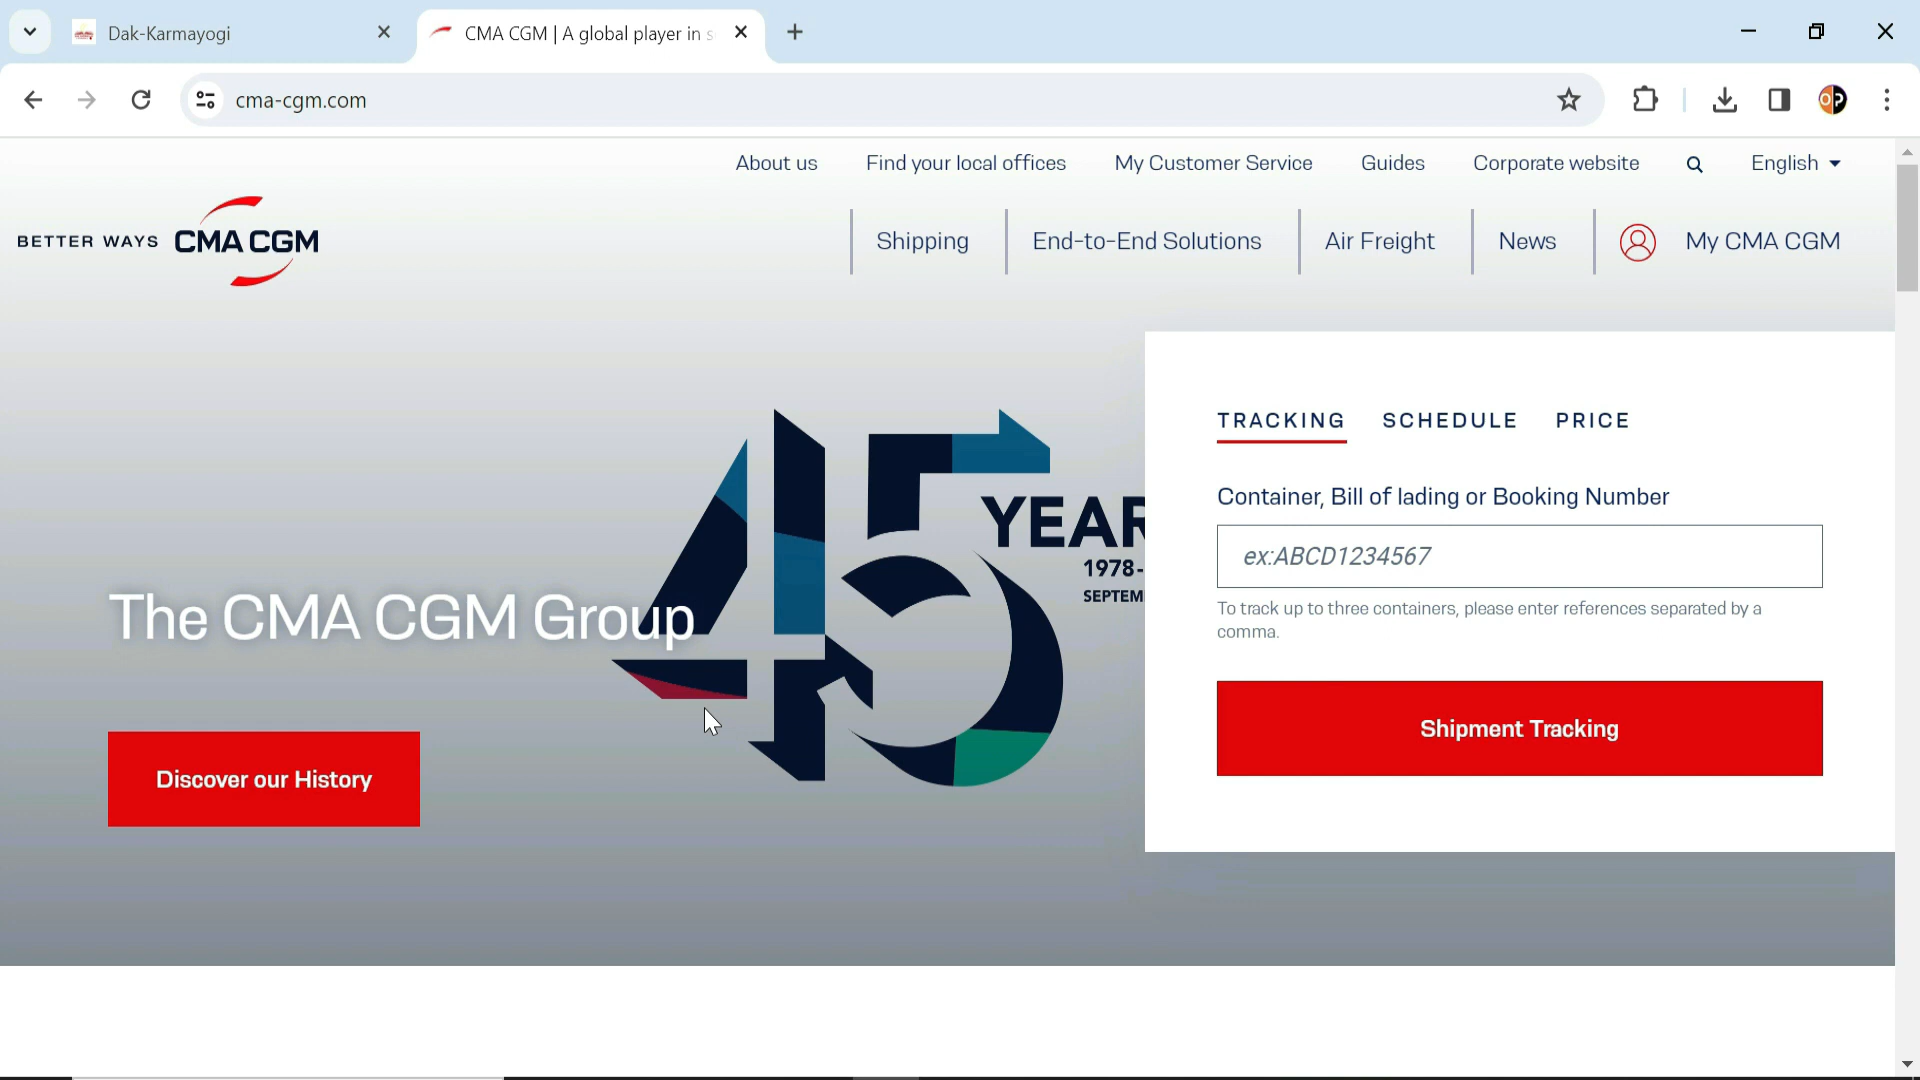 Dak-Karmayogi
CMA CGM | A global player in s
cma-cgm.com
About us
Find your local offices
My Customer Service
Guides
Corporate website
English
BETTER WAYS
CMA CGM
Shipping
End-to-End Solutions
Air Freight
News
My CMA CGM
TRACKING
SCHEDULE
PRICE
Container, Bill of lading or Booking Number
ex:ABCD1234567
To track up to three containers, please enter references separated by a
comma.
Shipment Tracking
45
YEAR
1978-
SEPTEM
The CMA CGM Group
Discover our History